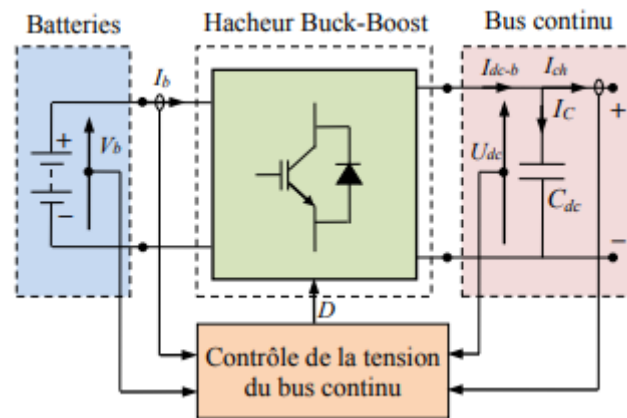 Batteries
Hacheur Buck-Boost
Bus continu
I_b
I_dc-b
I_ch
I_C
+
V_b
U_dc
+
−
C_dc
−
D
Contrôle de la tension
du bus continu